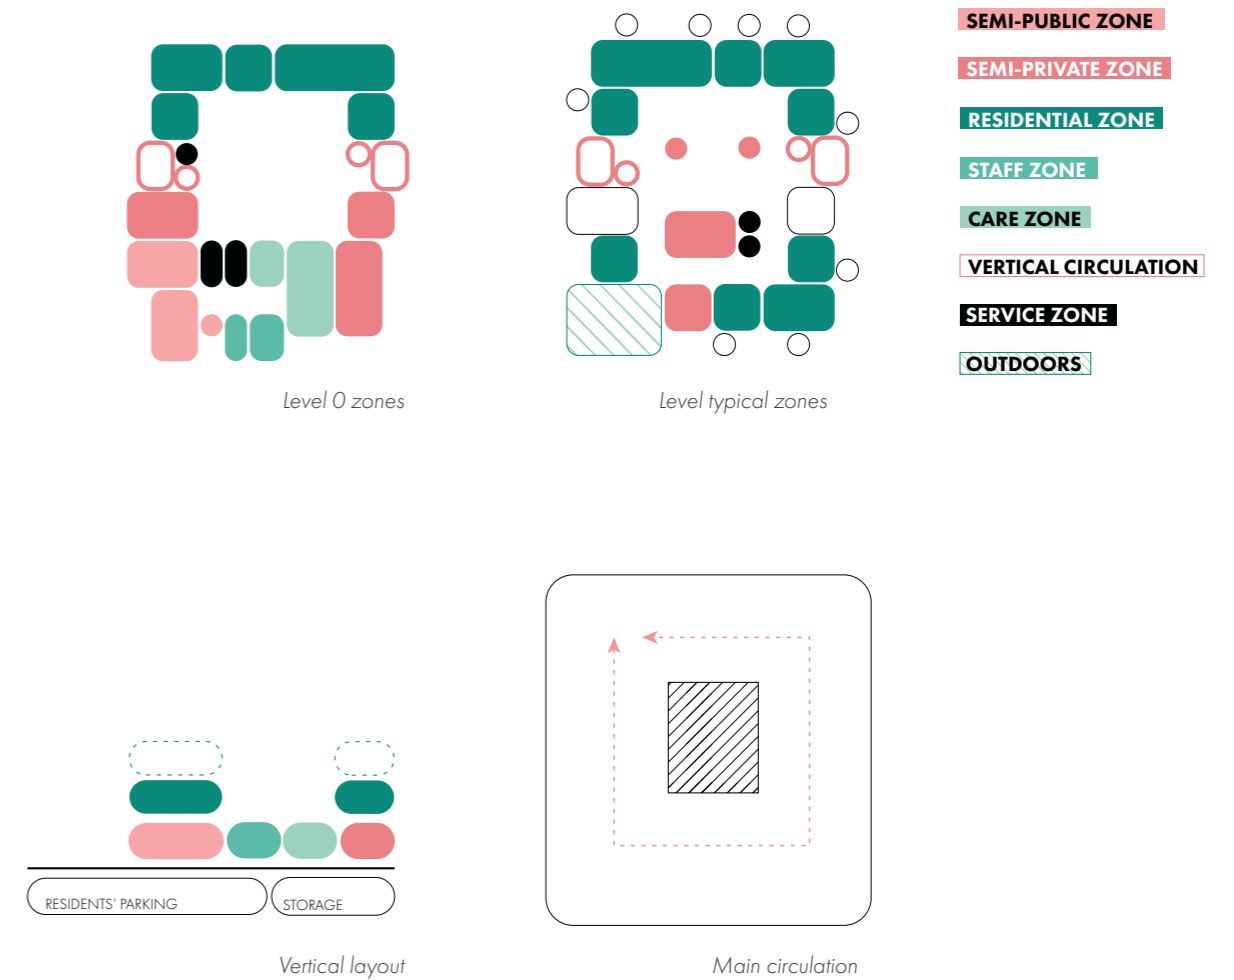 SEMI-PUBLIC ZONE
SEMI-PRIVATE ZONE
RESIDENTIAL ZONE
STAFF ZONE
CARE ZONE
VERTICAL CIRCULATION
SERVICE ZONE
OUTDOORS
Level 0 zones
Level typical zones
RESIDENTS' PARKING
STORAGE
Vertical layout
Main circulation